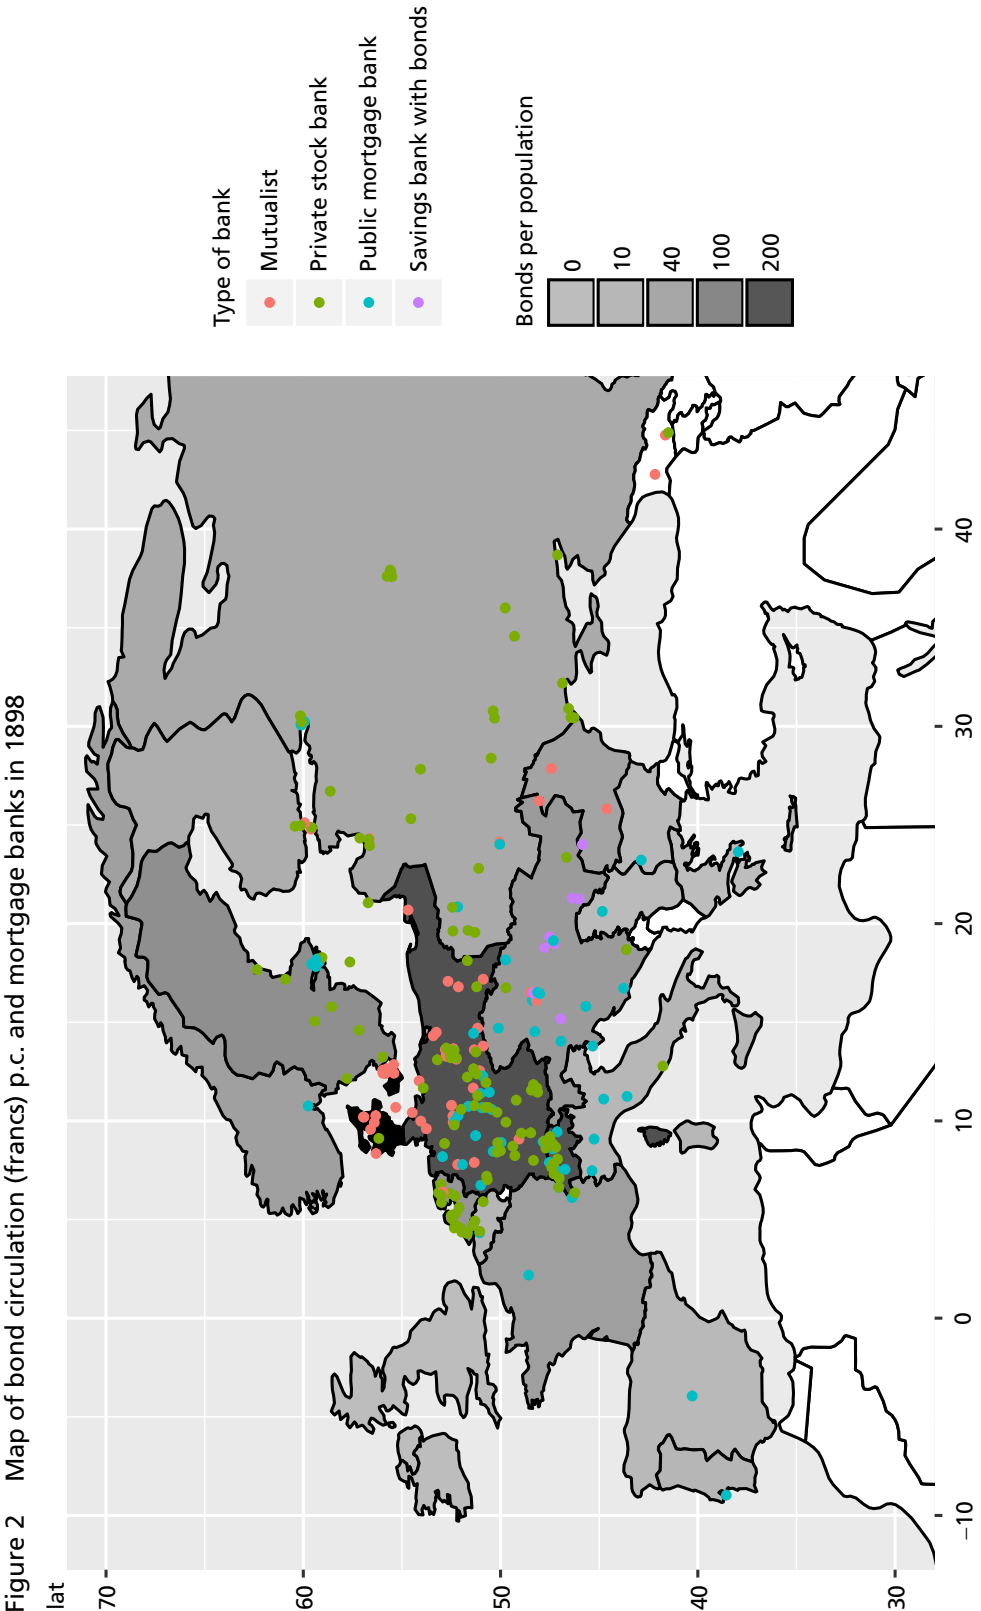 Figure 2 Map of bond circulation (francs) p.c. and mortgage banks in 1898
lat
70
60
50
40
30
−10
0
10
20
30
40
Type of bank
Mutualist
Private stock bank
Public mortgage bank
Savings bank with bonds
Bonds per population
0
10
40
100
200